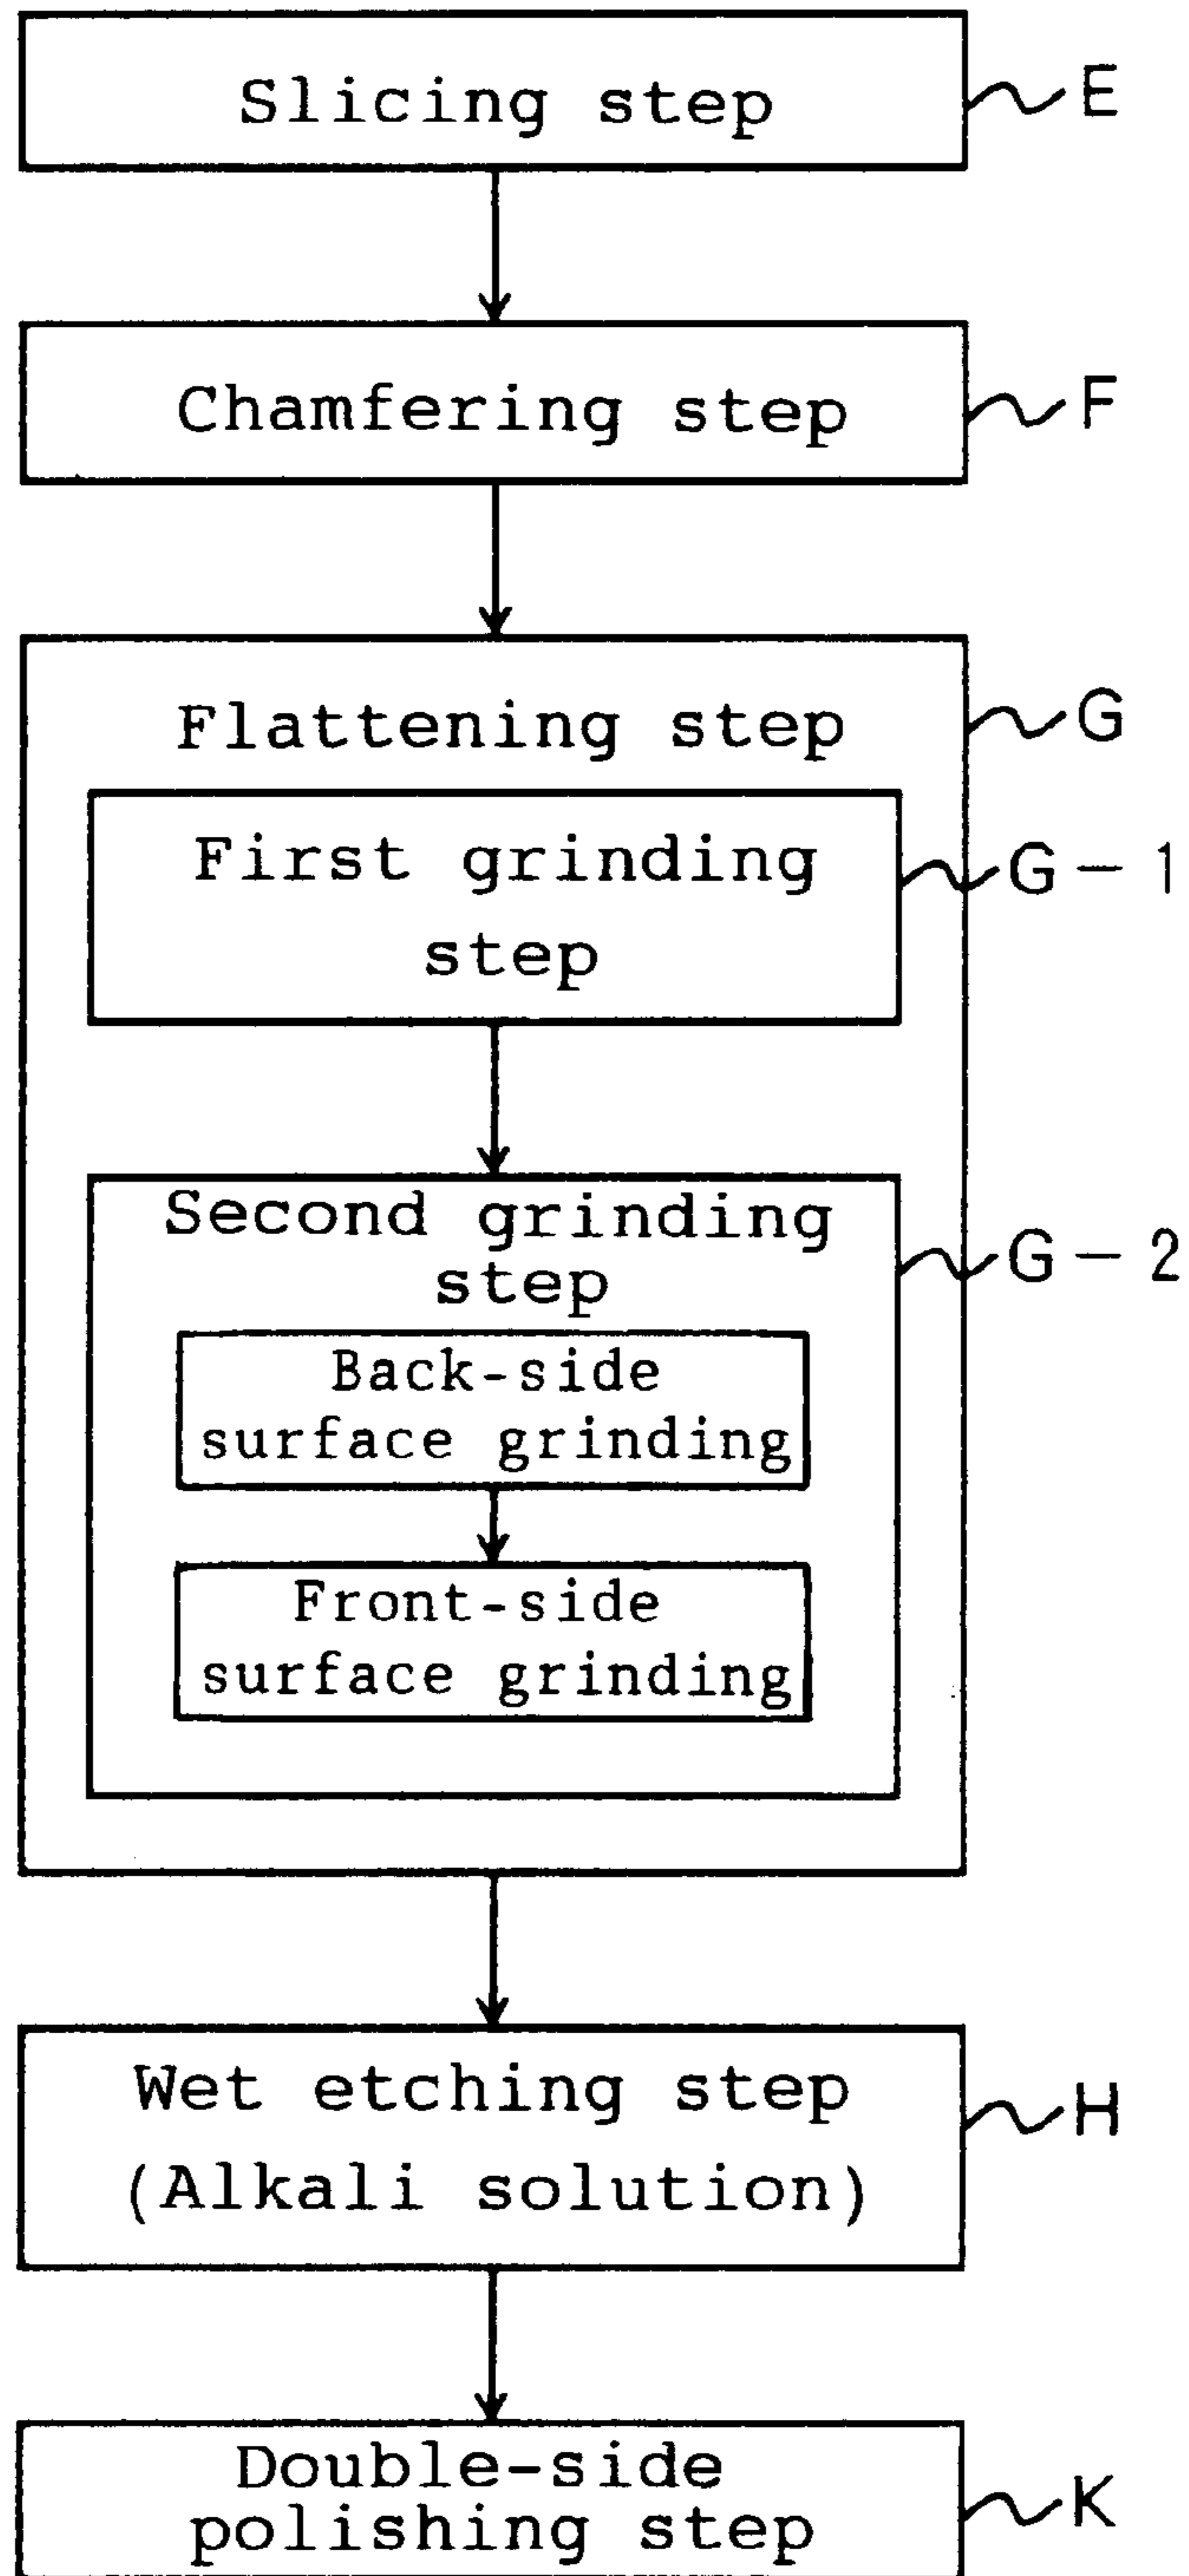 Slicing step
E
Chamfering step
F
Flattening step
G
First grinding
step
G-1
Second grinding
step
G-2
Back-side
surface grinding
Front-side
surface grinding
Wet etching step
(Alkali solution)
H
Double-side
polishing step
K